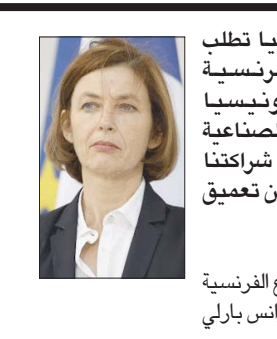 يا تطلب
رنسية
ونيسيا
لصناعية
شراكتنا
ن تعميق
ع الفرنسية
انس بارلي